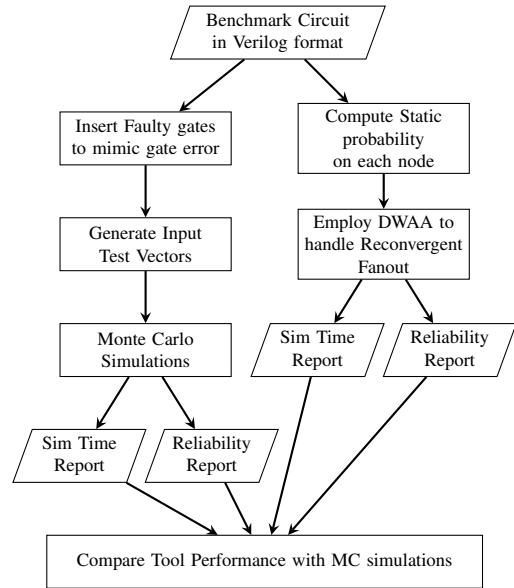 Benchmark Circuit
in Verilog format
Insert Faulty gates
to mimic gate error
Compute Static
probability
on each node
Generate Input
Test Vectors
Employ DWAA to
handle Reconvergent
Fanout
Monte Carlo
Simulations
Sim Time
Report
Reliability
Report
Sim Time
Report
Reliability
Report
Compare Tool Performance with MC simulations